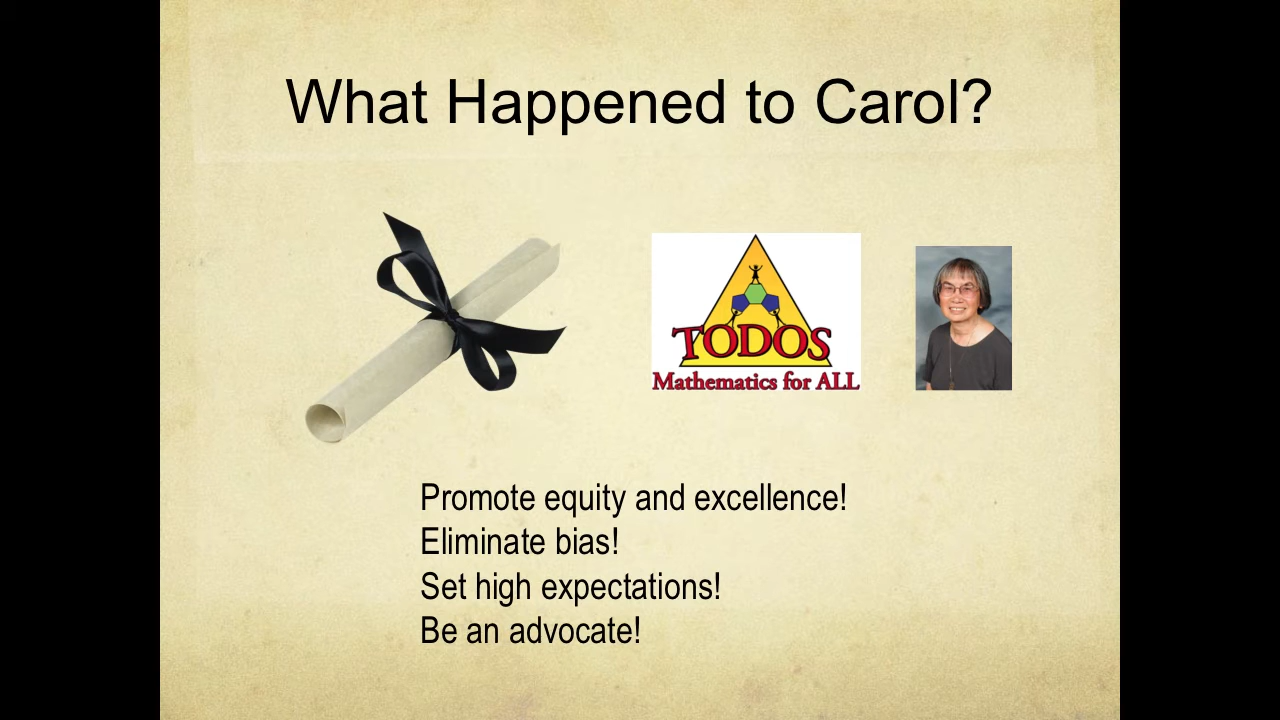 What Happened to Carol?
TODOS
Mathematics for ALL
Promote equity and excellence!
Eliminate bias!
Set high expectations!
Be an advocate!